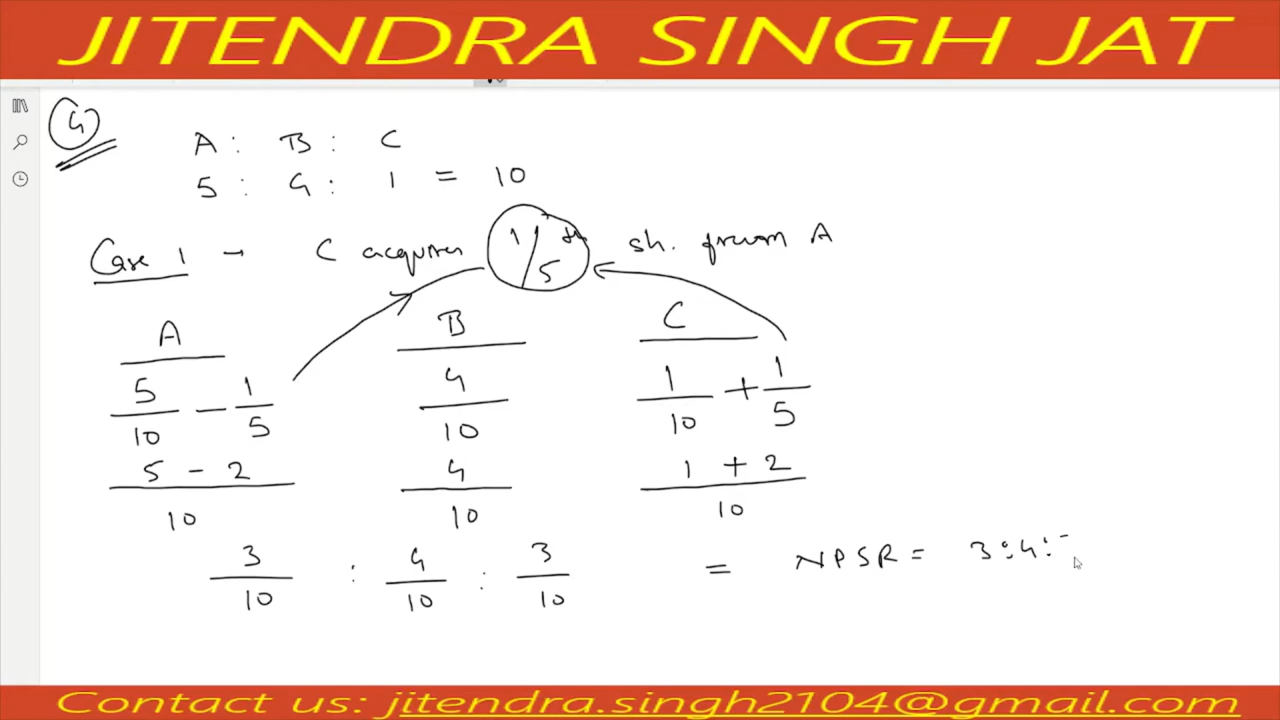 JITENDRA SINGH JAT
4
A : B : C
5 : 4 : 1 = 10
Case 1 → C acquires 1/5 th sh. from A
A B C
5/10 - 1/5 4/10 1/10 + 1/5
5 - 2/10 4/10 1 + 2/10
3/10 : 4/10 : 3/10 = NPSR = 3:4:
Contact us: jitendra.singh2104@gmail.com